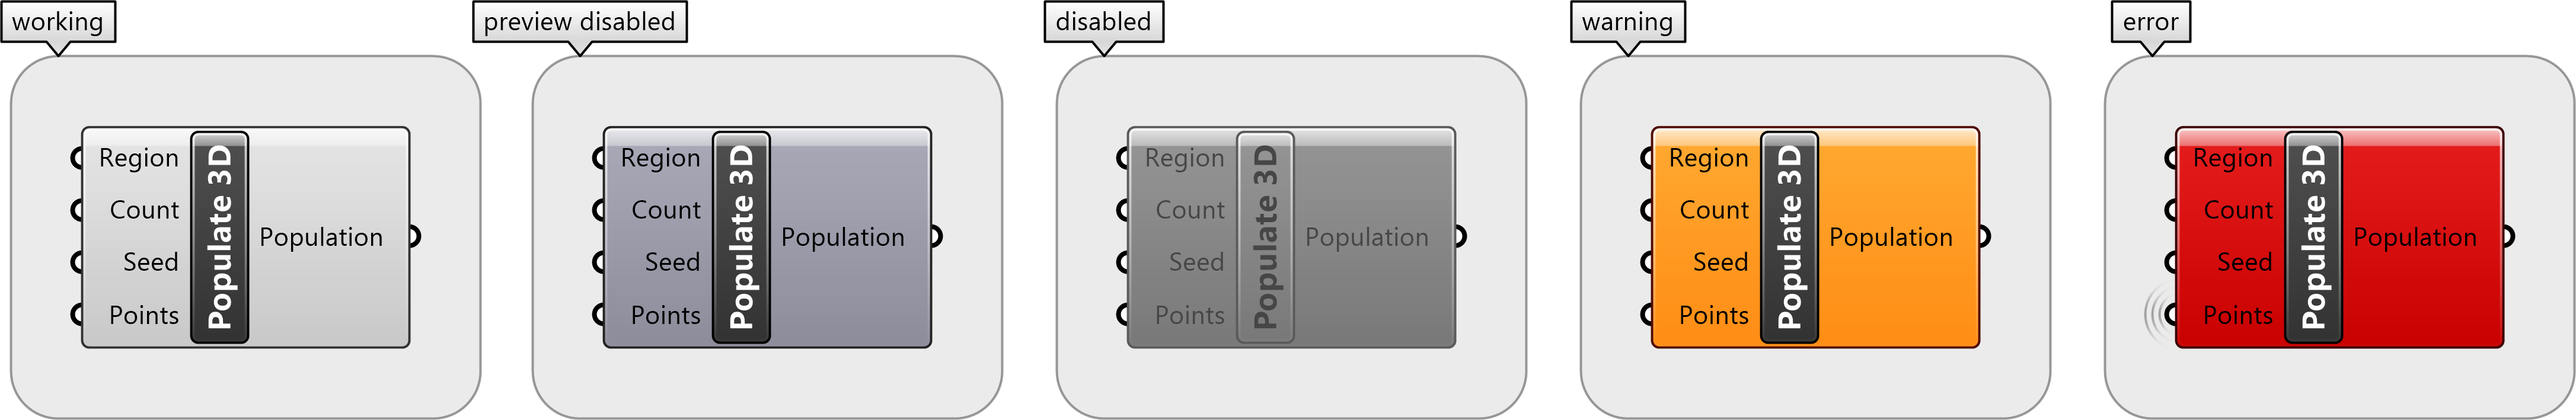 working
Region
Count
Seed
Points
Populate 3D
Population
preview disabled
Region
Count
Seed
Points
Populate 3D
Population
disabled
Region
Count
Seed
Points
Populate 3D
Population
warning
Region
Count
Seed
Points
Populate 3D
Population
error
Region
Count
Seed
Points
Populate 3D
Population